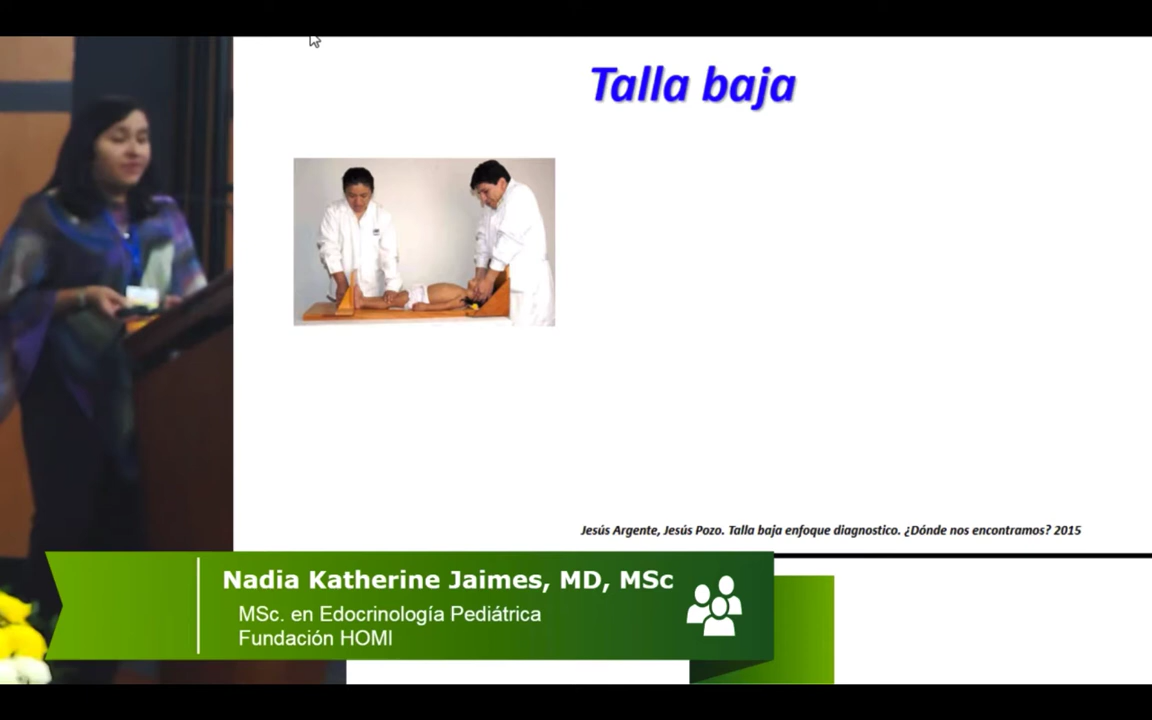 Talla baja
Jesús Argente, Jesús Pozo. Talla baja enfoque diagnostico. ¿Dónde nos encontramos? 2015
Nadia Katherine Jaimes, MD, MSc
MSc. en Edocrinología Pediátrica
Fundación HOMI